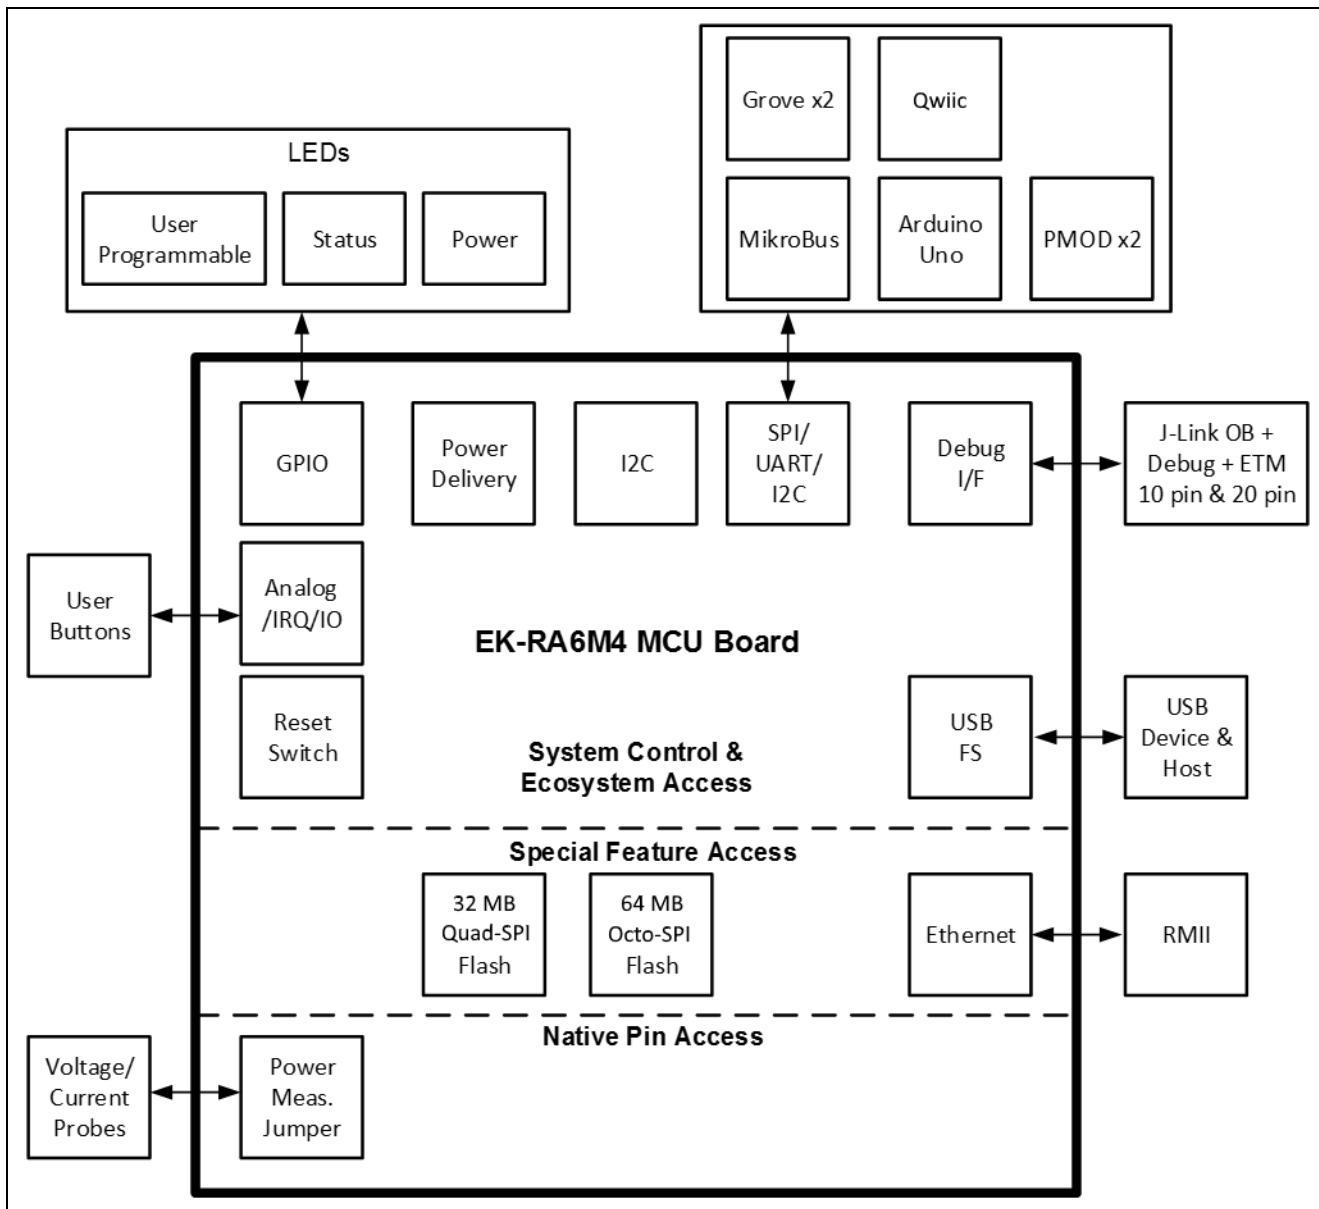 Grove x2
Qwiic
LEDs
User
Programmable
Status
Power
MikroBus
Arduino
Uno
PMOD x2
GPIO
Power
Delivery
I2C
SPI/
UART/
I2C
Debug
I/F
J-Link OB +
Debug + ETM
10 pin & 20 pin
User
Buttons
Analog
/IRQ/IO
EK-RA6M4 MCU Board
Reset
Switch
System Control &
Ecosystem Access
USB
FS
USB
Device &
Host
Special Feature Access
32 MB
Quad-SPI
Flash
64 MB
Octo-SPI
Flash
Ethernet
RMII
Native Pin Access
Voltage/
Current
Probes
Power
Meas.
Jumper